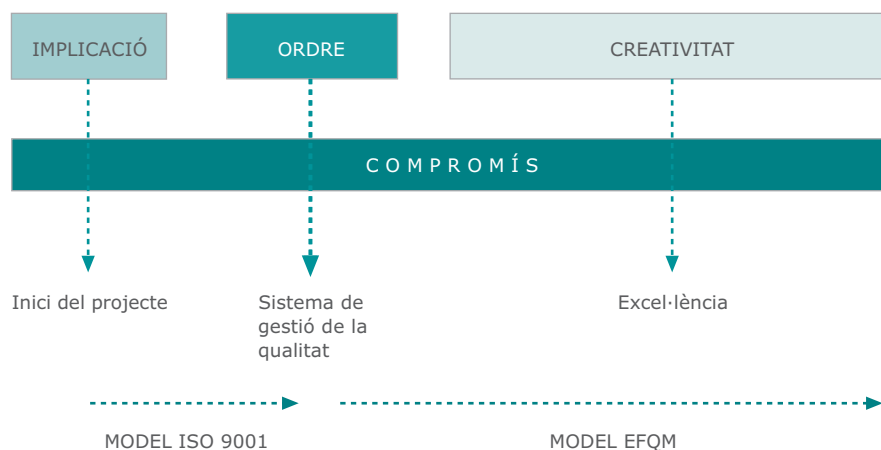 IMPLICACIÓ
ORDRE
CREATIVITAT
COMPROMÍS
Inici del projecte
Sistema de
gestió de la
qualitat
Excel·lència
MODEL ISO 9001
MODEL EFQM